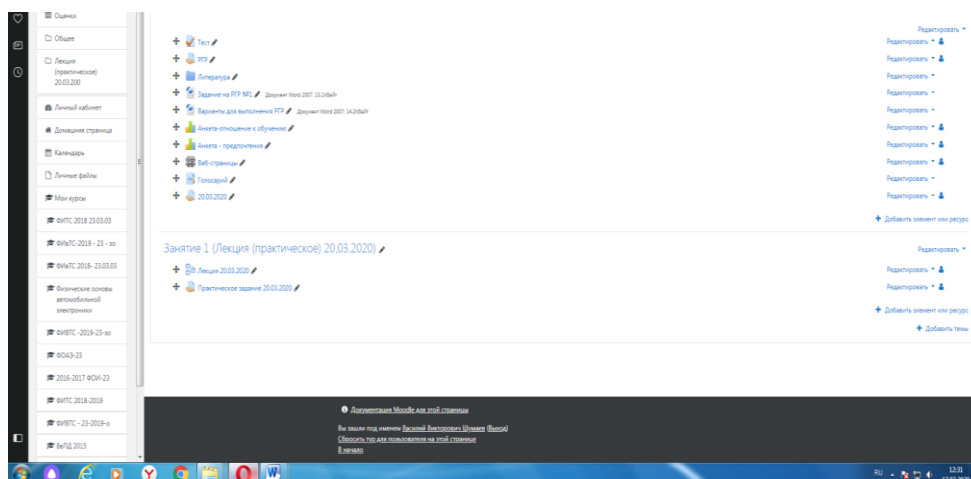 Оценки
Общее
Лекция
(практическое)
20.03.200
Личный кабинет
Домашняя страница
Календарь
Личные файлы
Мои курсы
ФИТС 2018 23.03.03
ФИвТС-2019 - 23 - зо
ФИвТС 2018- 23.03.03
Физические основы
автомобильной
электроники
ФИВТС -2019-23-зо
ФОАЭ-23
2016-2017 ФОИ-23
ФИТС 2018-2019
ФИВТС - 23-2019-о
ВвПД 2015
Редактировать
Тест Редактировать
РГР Редактировать
Литература Редактировать
Задание на РГР №1 Документ Word 2007, Редактировать
Варианты для выполнения РГР Документ Word 2007, Редактировать
Анкета-отношение к обучению Редактировать
Анкета - предпочтения Редактировать
Веб-страницы Редактировать
Голосарий Редактировать
20.03.2020 Редактировать
Добавить элемент или ресурс
Занятие 1 (Лекция (практическое) 20.03.2020) Редактировать
Лекция 20.03.2020 Редактировать
Практическое задание 20.03.2020 Редактировать
Добавить элемент или ресурс
Добавить темы
Документация Moodle для этой страницы
Вы зашли под именем Василий Викторович Шумаев (Выход)
Сбросить тур для пользователя на этой странице
В начало
RU 12:31